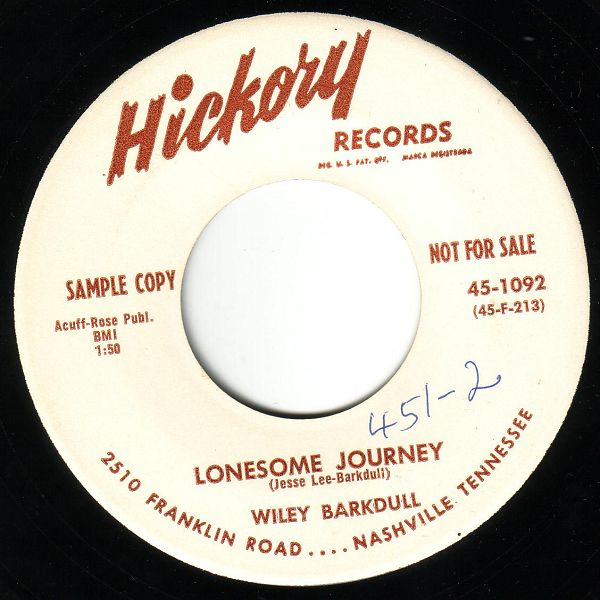 Hickory
RECORDS
REG. U. S. PAT. OFF. MARCA REGISTRADA
SAMPLE COPY
NOT FOR SALE
Acuff-Rose Publ.
BMI
1:50
45-1092
(45-F-213)
451-2
LONESOME JOURNEY
(Jesse Lee-Barkdull)
WILEY BARKDULL
2510 FRANKLIN ROAD.... NASHVILLE, TENNESSEE